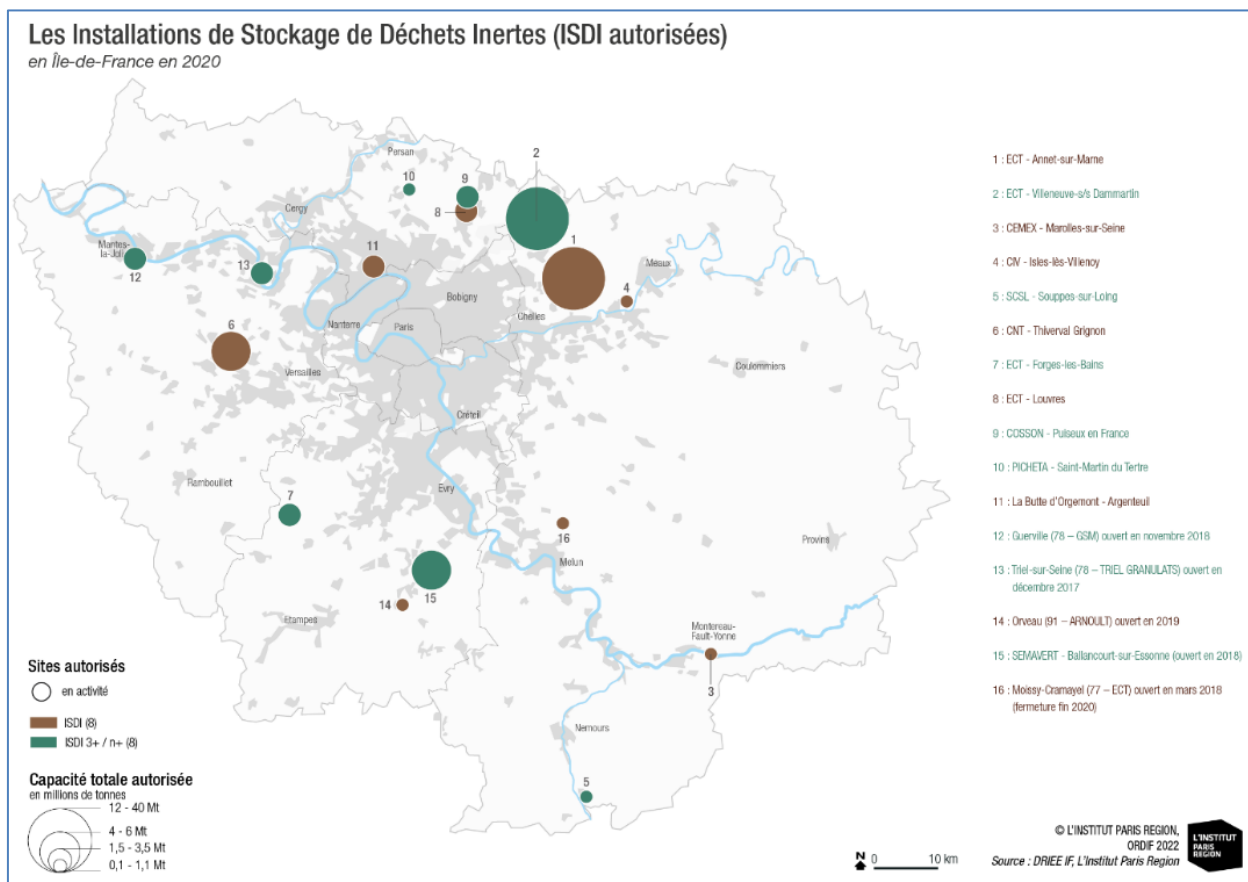 Les Installations de Stockage de Déchets Inertes (ISDI autorisées)
en Île-de-France en 2020
Persan
2
10
9
8
Cergy
1
Mantes-
la-Jolie
12
13
11
Meaux
4
Bobigny
Chelles
Nanterre
Paris
6
Versailles
Coulommiers
Créteil
Rambouillet
Evry
7
16
Provins
Melun
15
14
Etampes
Montereau-
Fault-Yonne
3
Nemours
5
1 : ECT - Annet-sur-Marne
2 : ECT - Villeneuve-s/s Dammartin
3 : CEMEX - Marolles-sur-Seine
4 : CIV - Isles-lès-Villenoy
5 : SCSL - Souppes-sur-Loing
6 : CNT - Thiverval Grignon
7 : ECT - Forges-les-Bains
8 : ECT - Louvres
9 : COSSON - Puiseux en France
10 : PICHETA - Saint-Martin du Tertre
11 : La Butte d'Orgemont - Argenteuil
12 : Guerville (78 – GSM) ouvert en novembre 2018
13 : Triel-sur-Seine (78 – TRIEL GRANULATS) ouvert en
décembre 2017
14 : Orveau (91 – ARNOULT) ouvert en 2019
15 : SEMAVERT - Ballancourt-sur-Essonne (ouvert en 2018)
16 : Moissy-Cramayel (77 – ECT) ouvert en mars 2018
(fermeture fin 2020)
Sites autorisés
en activité
ISDI (8)
ISDI 3+ / n+ (8)
Capacité totale autorisée
en millions de tonnes
12 - 40 Mt
4 - 6 Mt
1,5 - 3,5 Mt
0,1 - 1,1 Mt
N
0 10 km
© L'INSTITUT PARIS REGION,
ORDIF 2022
Source : DRIEE IF, L'Institut Paris Region
L'INSTITUT
PARIS
REGION